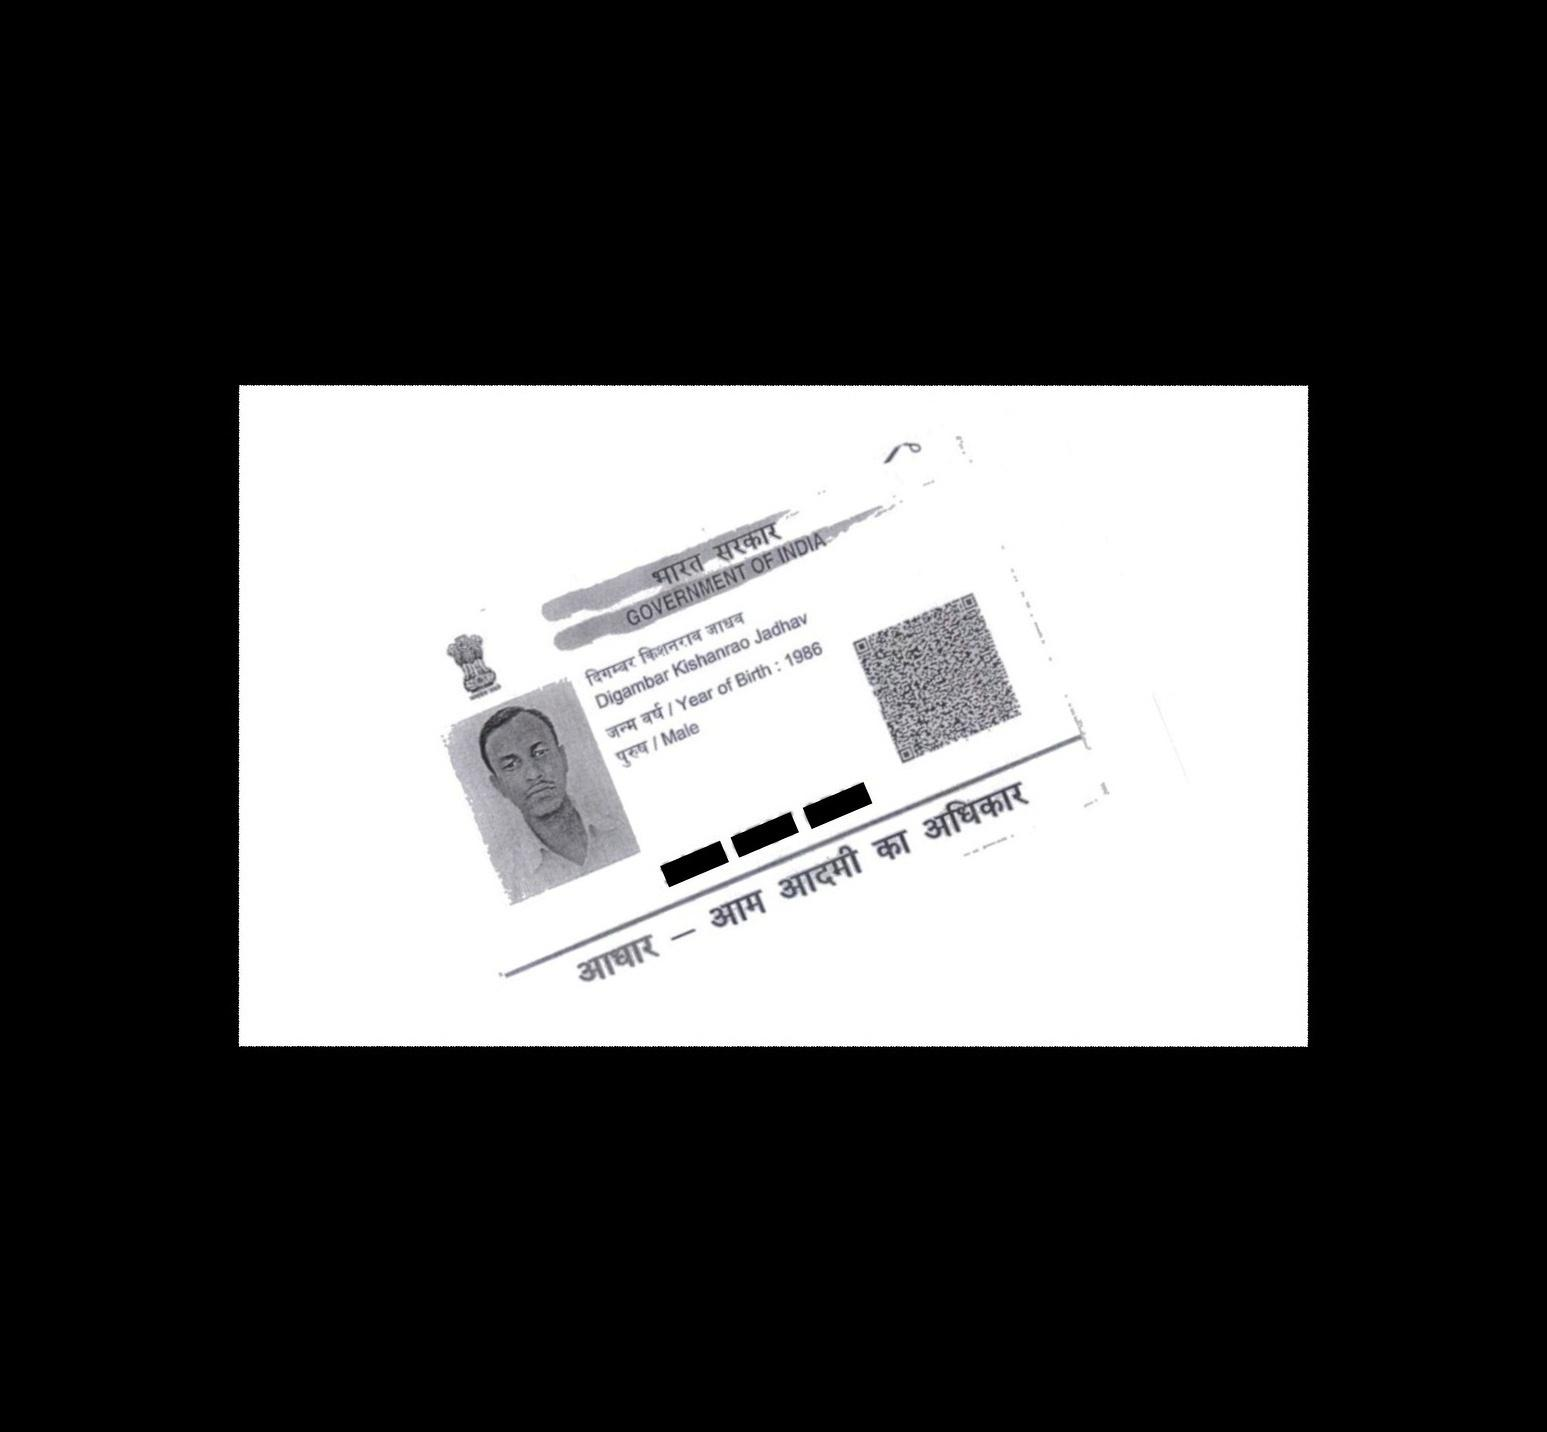 भारत सरकार
GOVERNMENT OF INDIA
दिगम्बर किशनराव जाधव
Digambar Kishanrao Jadhav
जन्म वर्ष / Year of Birth : 1986
पुरुष / Male
आधार – आम आदमी का अधिकार